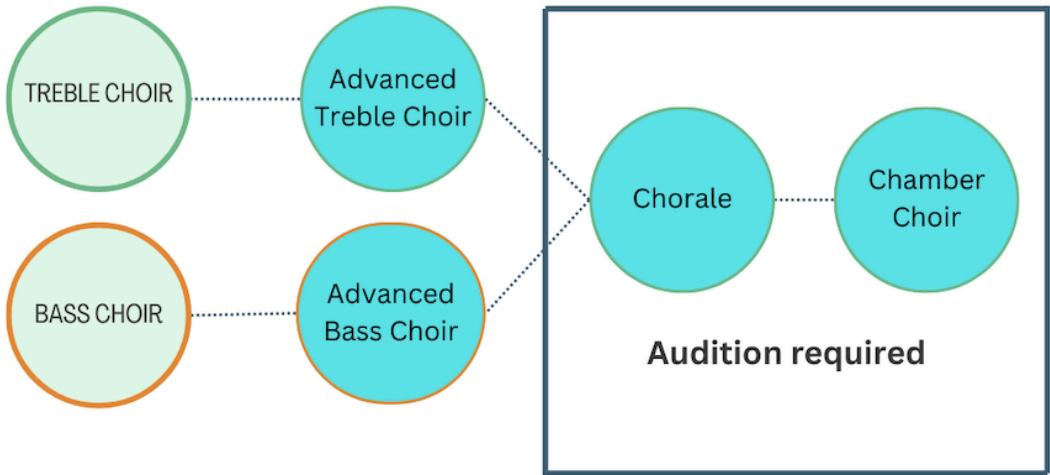 TREBLE CHOIR
Advanced
Treble Choir
BASS CHOIR
Advanced
Bass Choir
Chorale
Chamber
Choir
Audition required